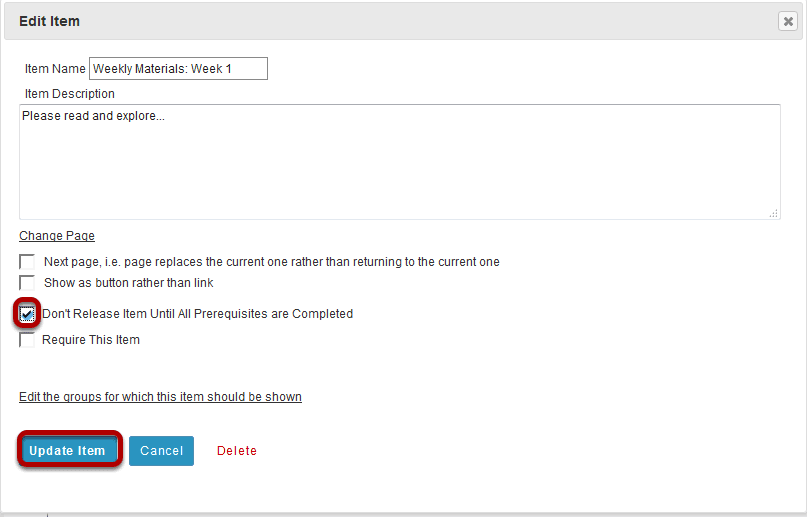 Edit Item
Item Name Weekly Materials: Week 1
Item Description
Please read and explore...
Change Page
Next page, i.e. page replaces the current one rather than returning to the current one
Show as button rather than link
Don't Release Item Until All Prerequisites are Completed
Require This Item
Edit the groups for which this item should be shown
Update Item Cancel Delete